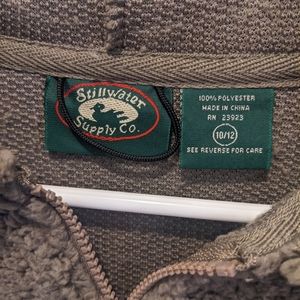 Stillwater
Supply Co.
100% POLYESTER
MADE IN CHINA
RN 23923
10/12
SEE REVERSE FOR CARE